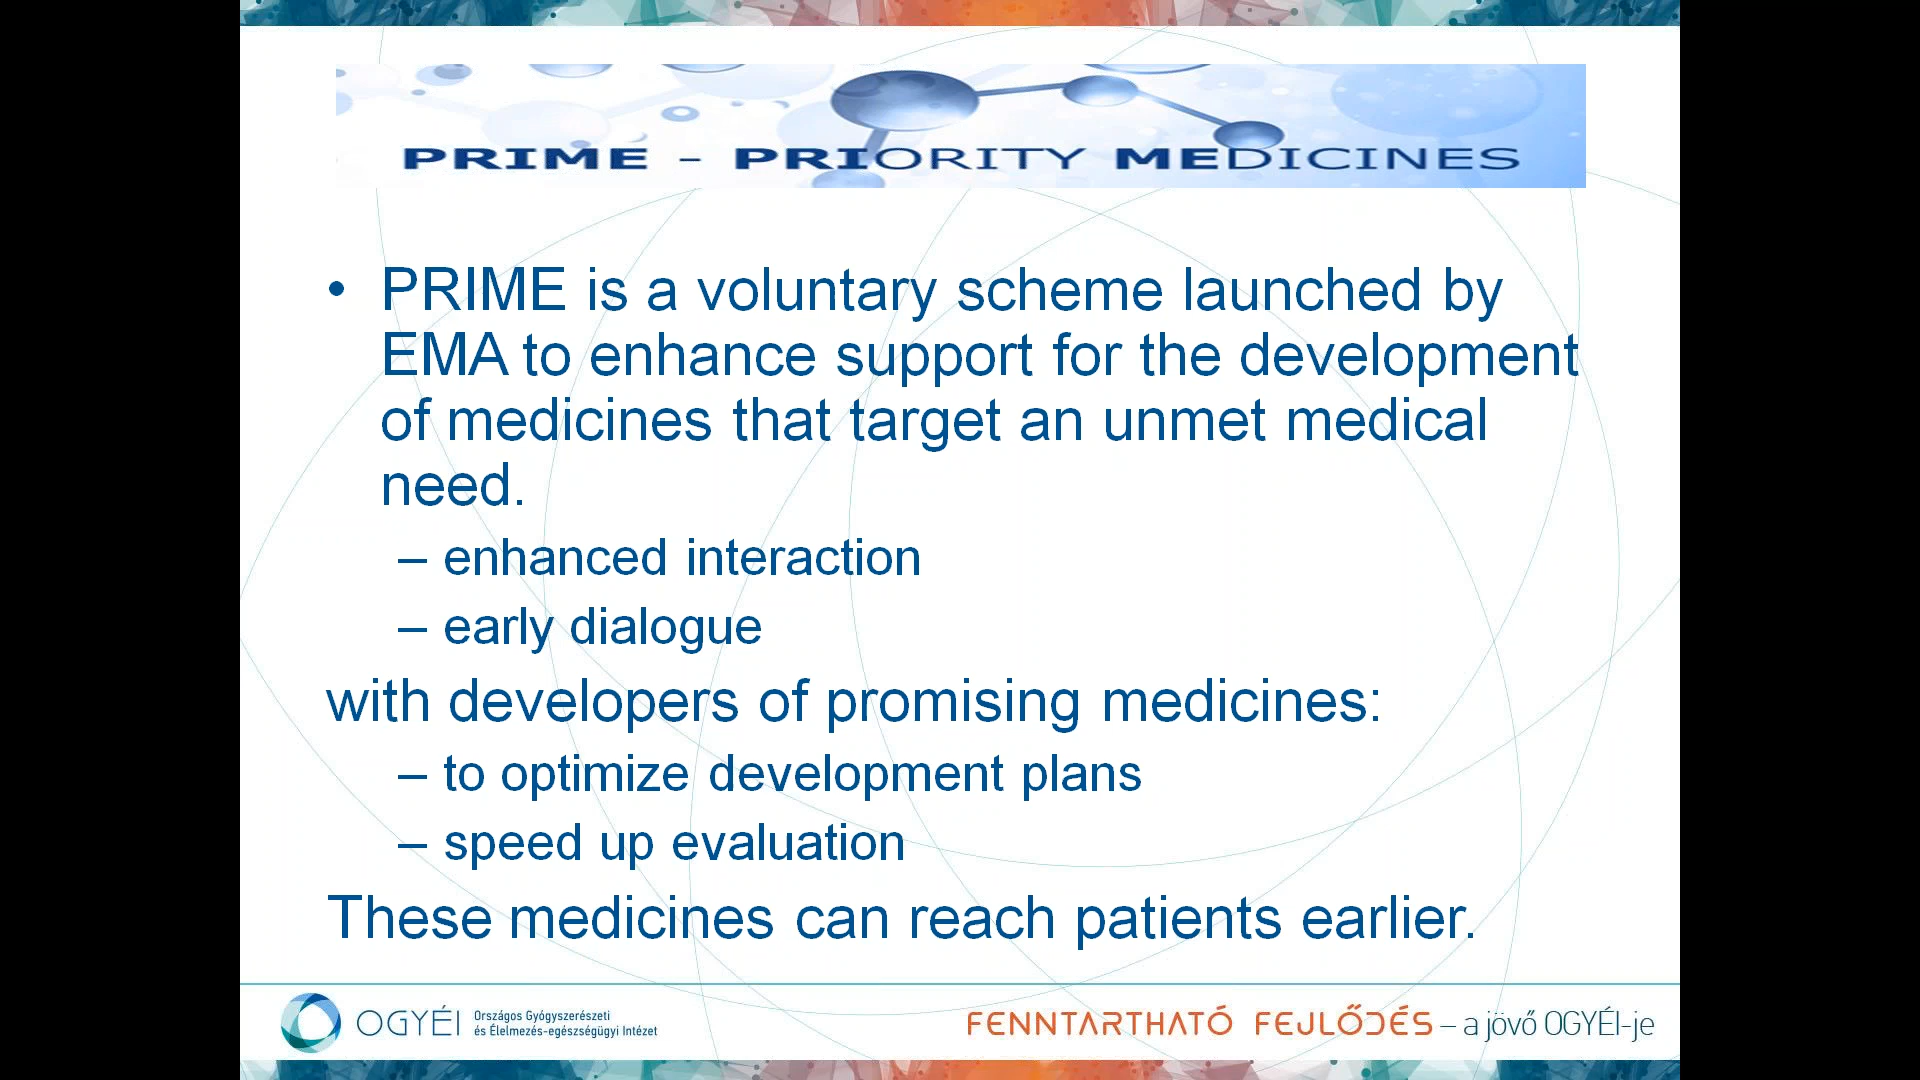 PRIME - PRIORITY MEDICINES
• PRIME is a voluntary scheme launched by
EMA to enhance support for the development
of medicines that target an unmet medical
need.
– enhanced interaction
– early dialogue
with developers of promising medicines:
– to optimize development plans
– speed up evaluation
These medicines can reach patients earlier.
OGYÉI
Országos Gyógyszerészeti
és Élelmezés-egészségügyi Intézet
FENNTARTHATÓ FEJLŐDÉS – a jövő OGYÉI-je